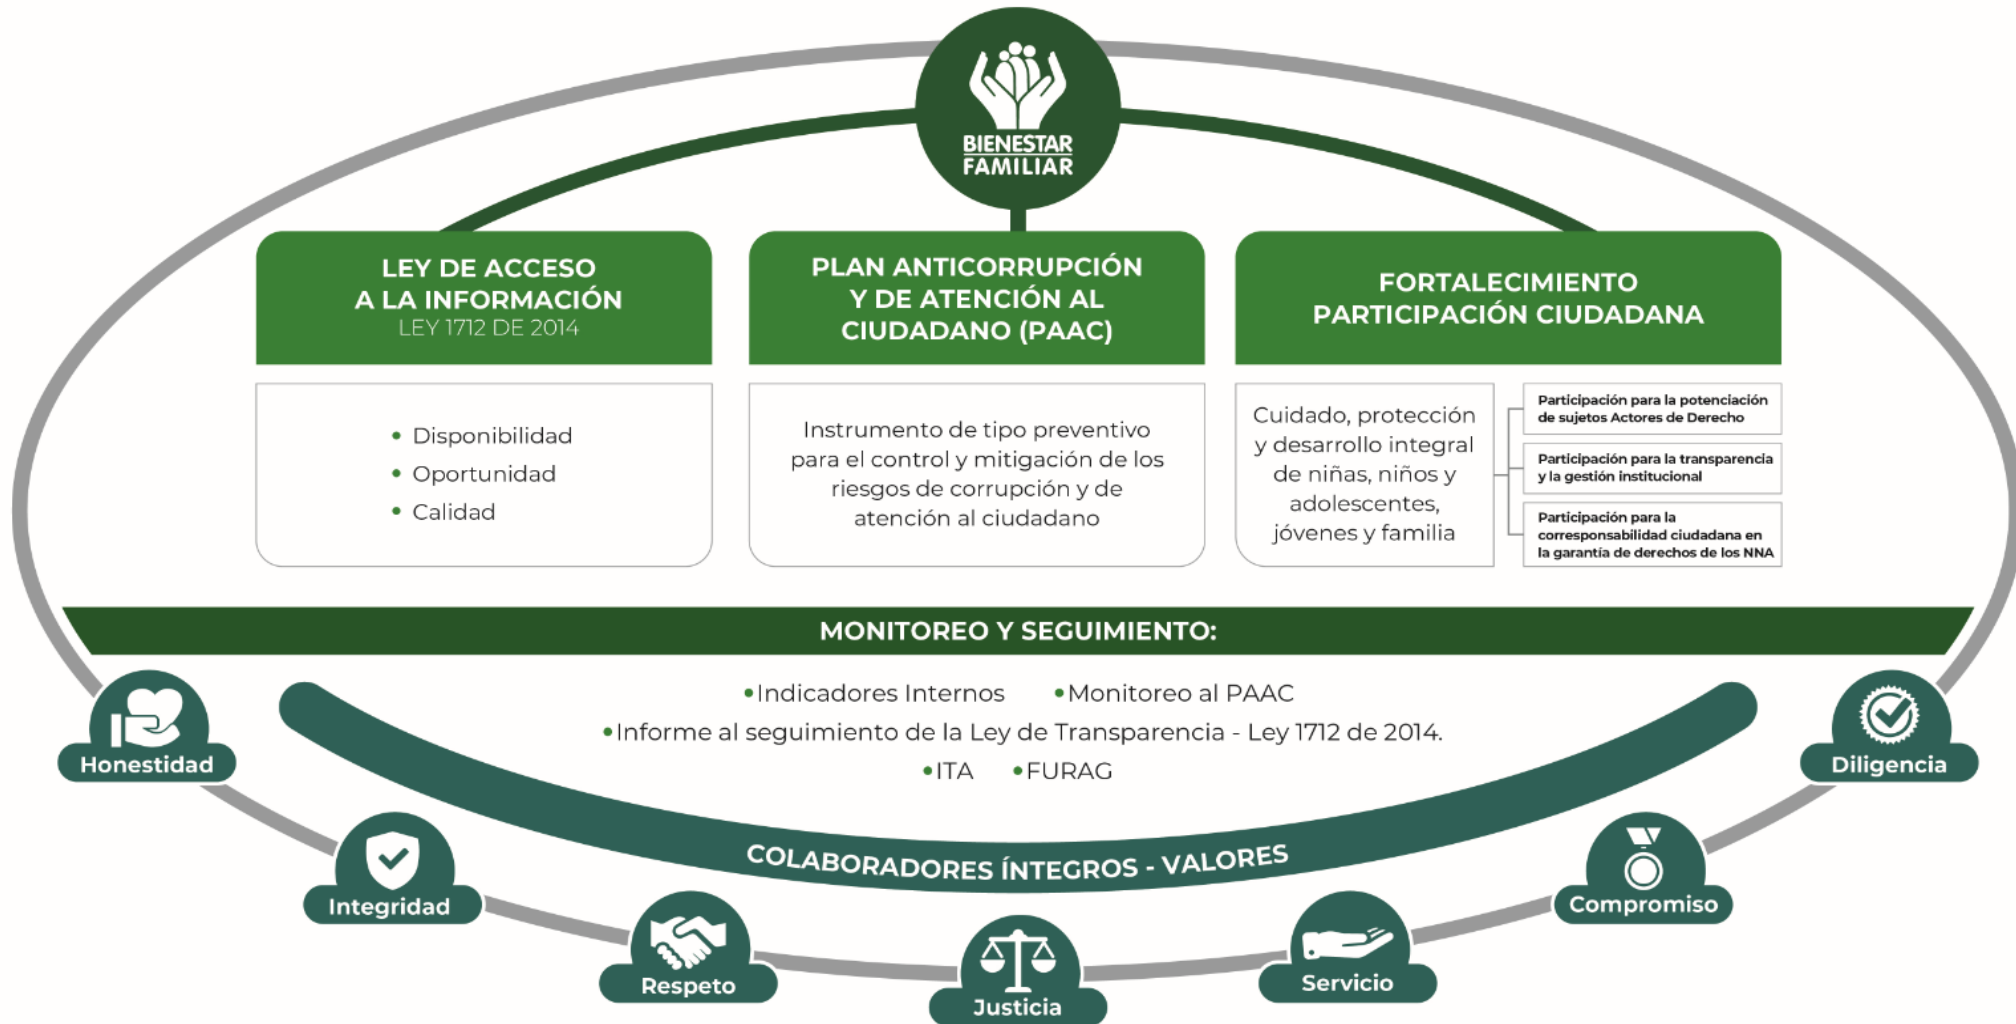 BIENESTAR
FAMILIAR
LEY DE ACCESO
A LA INFORMACIÓN
LEY 1712 DE 2014
• Disponibilidad
• Oportunidad
• Calidad
PLAN ANTICORRUPCIÓN
Y DE ATENCIÓN AL
CIUDADANO (PAAC)
Instrumento de tipo preventivo
para el control y mitigación de los
riesgos de corrupción y de
atención al ciudadano
FORTALECIMIENTO
PARTICIPACIÓN CIUDADANA
Cuidado, protección
y desarrollo integral
de niñas, niños y
adolescentes,
jóvenes y familia
Participación para la potenciación
de sujetos Actores de Derecho
Participación para la transparencia
y la gestión institucional
Participación para la
corresponsabilidad ciudadana en
la garantía de derechos de los NNA
MONITOREO Y SEGUIMIENTO:
•Indicadores Internos •Monitoreo al PAAC
•Informe al seguimiento de la Ley de Transparencia - Ley 1712 de 2014.
•ITA •FURAG
COLABORADORES ÍNTEGROS - VALORES
Honestidad
Integridad
Respeto
Justicia
Servicio
Compromiso
Diligencia